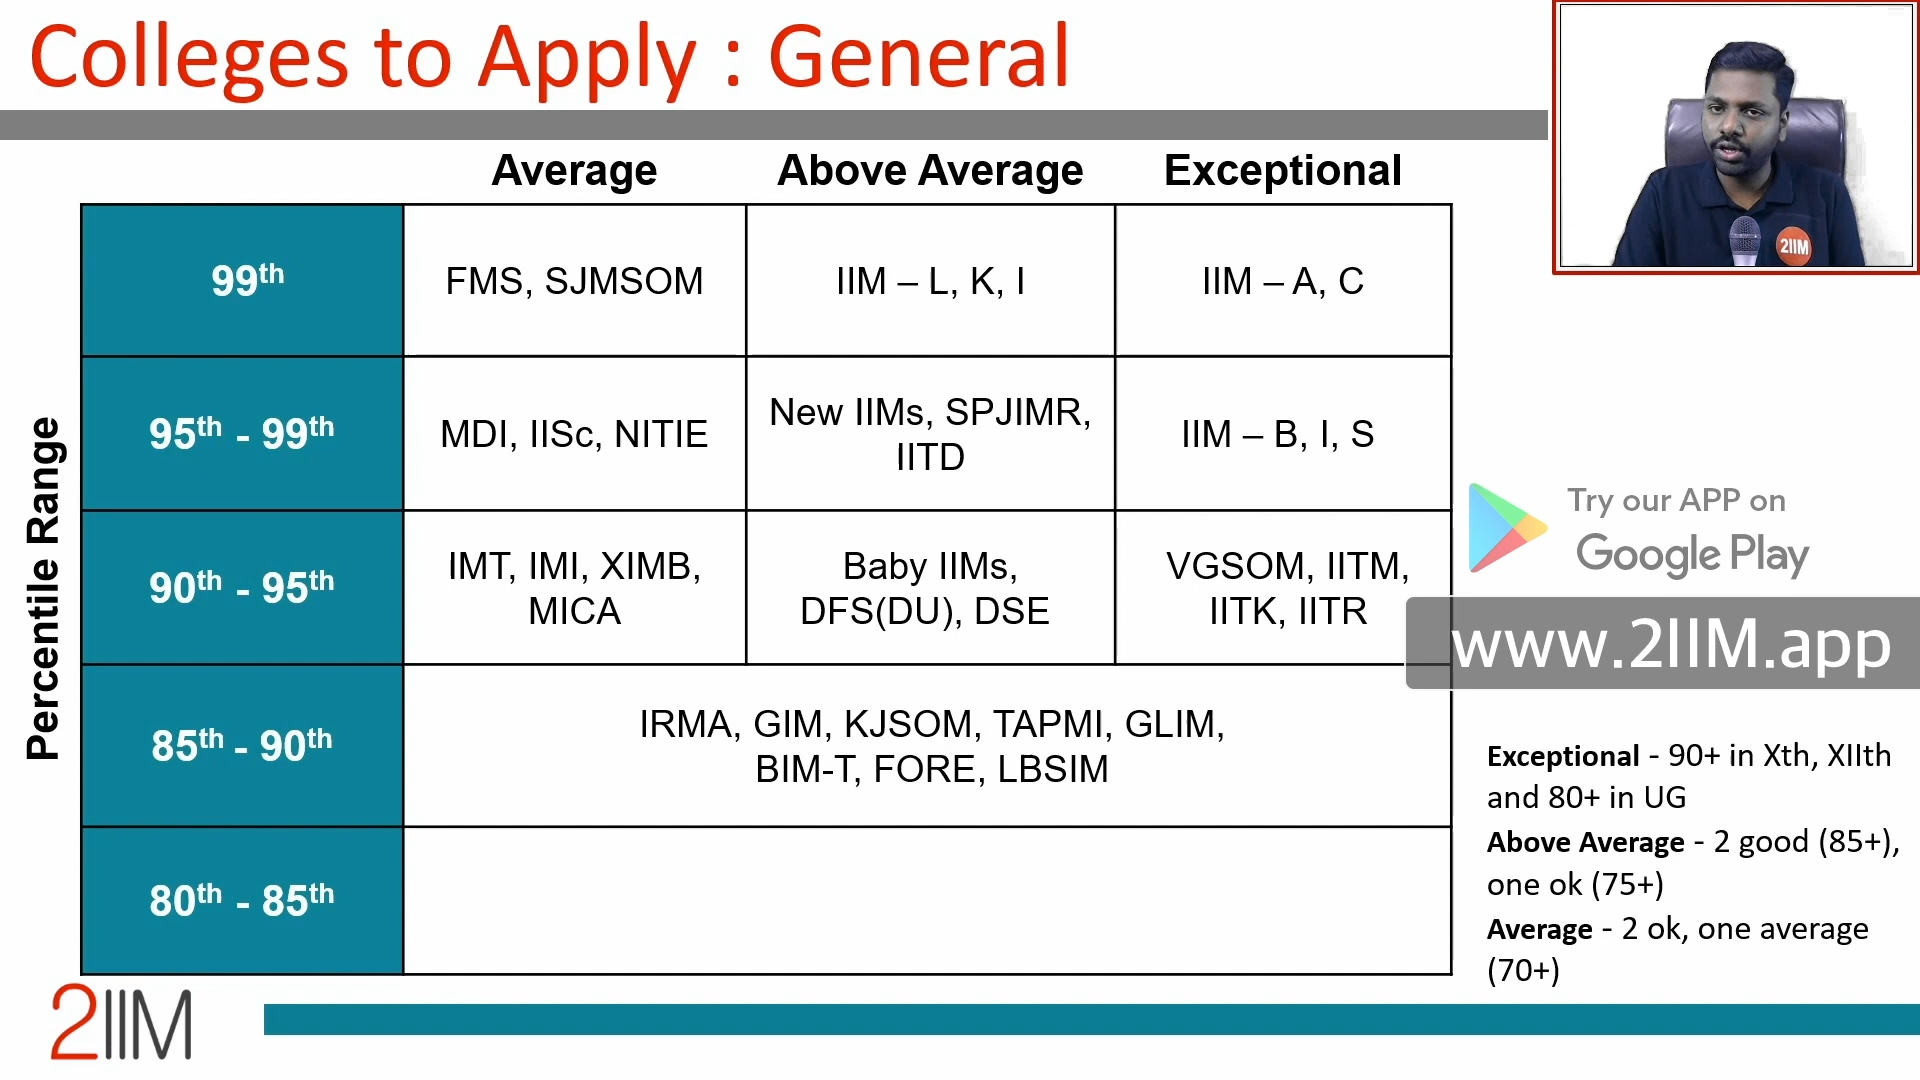 Colleges to Apply : General
2IIM
Average Above Average Exceptional
Percentile Range
99th
FMS, SJMSOM
IIM – L, K, I
IIM – A, C
95th - 99th
MDI, IISc, NITIE
New IIMs, SPJIMR,
IITD
IIM – B, I, S
90th - 95th
IMT, IMI, XIMB,
MICA
Baby IIMs,
DFS(DU), DSE
VGSOM, IITM,
IITK, IITR
85th - 90th
IRMA, GIM, KJSOM, TAPMI, GLIM,
BIM-T, FORE, LBSIM
80th - 85th
Try our APP on
Google Play
www.2IIM.app
Exceptional - 90+ in Xth, XIIth
and 80+ in UG
Above Average - 2 good (85+),
one ok (75+)
Average - 2 ok, one average
(70+)
2IIM